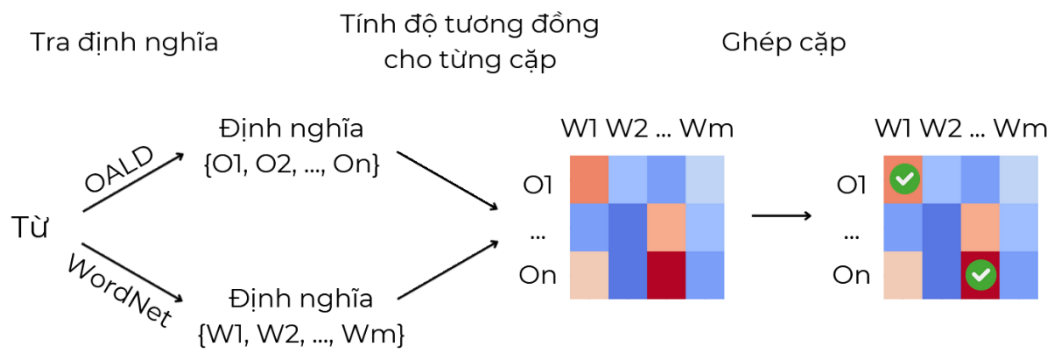 Tra định nghĩa
Tính độ tương đồng
cho từng cặp
Ghép cặp
Từ
OALD
Định nghĩa
{O1, O2, ..., On}
WordNet
Định nghĩa
{W1, W2, ..., Wm}
W1 W2 ... Wm
O1
...
On
W1 W2 ... Wm
O1
...
On